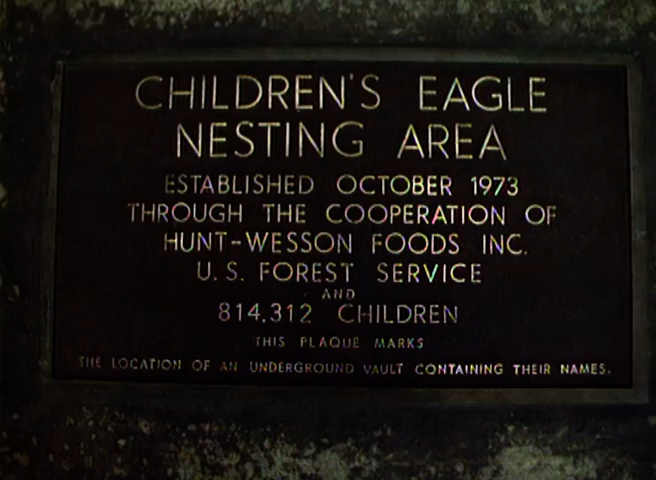 CHILDREN'S EAGLE
NESTING AREA
ESTABLISHED OCTOBER 1973
THROUGH THE COOPERATION OF
HUNT-WESSON FOODS INC.
U.S. FOREST SERVICE
AND
814,312 CHILDREN
THIS PLAQUE MARKS
THE LOCATION OF AN UNDERGROUND VAULT CONTAINING THEIR NAMES.